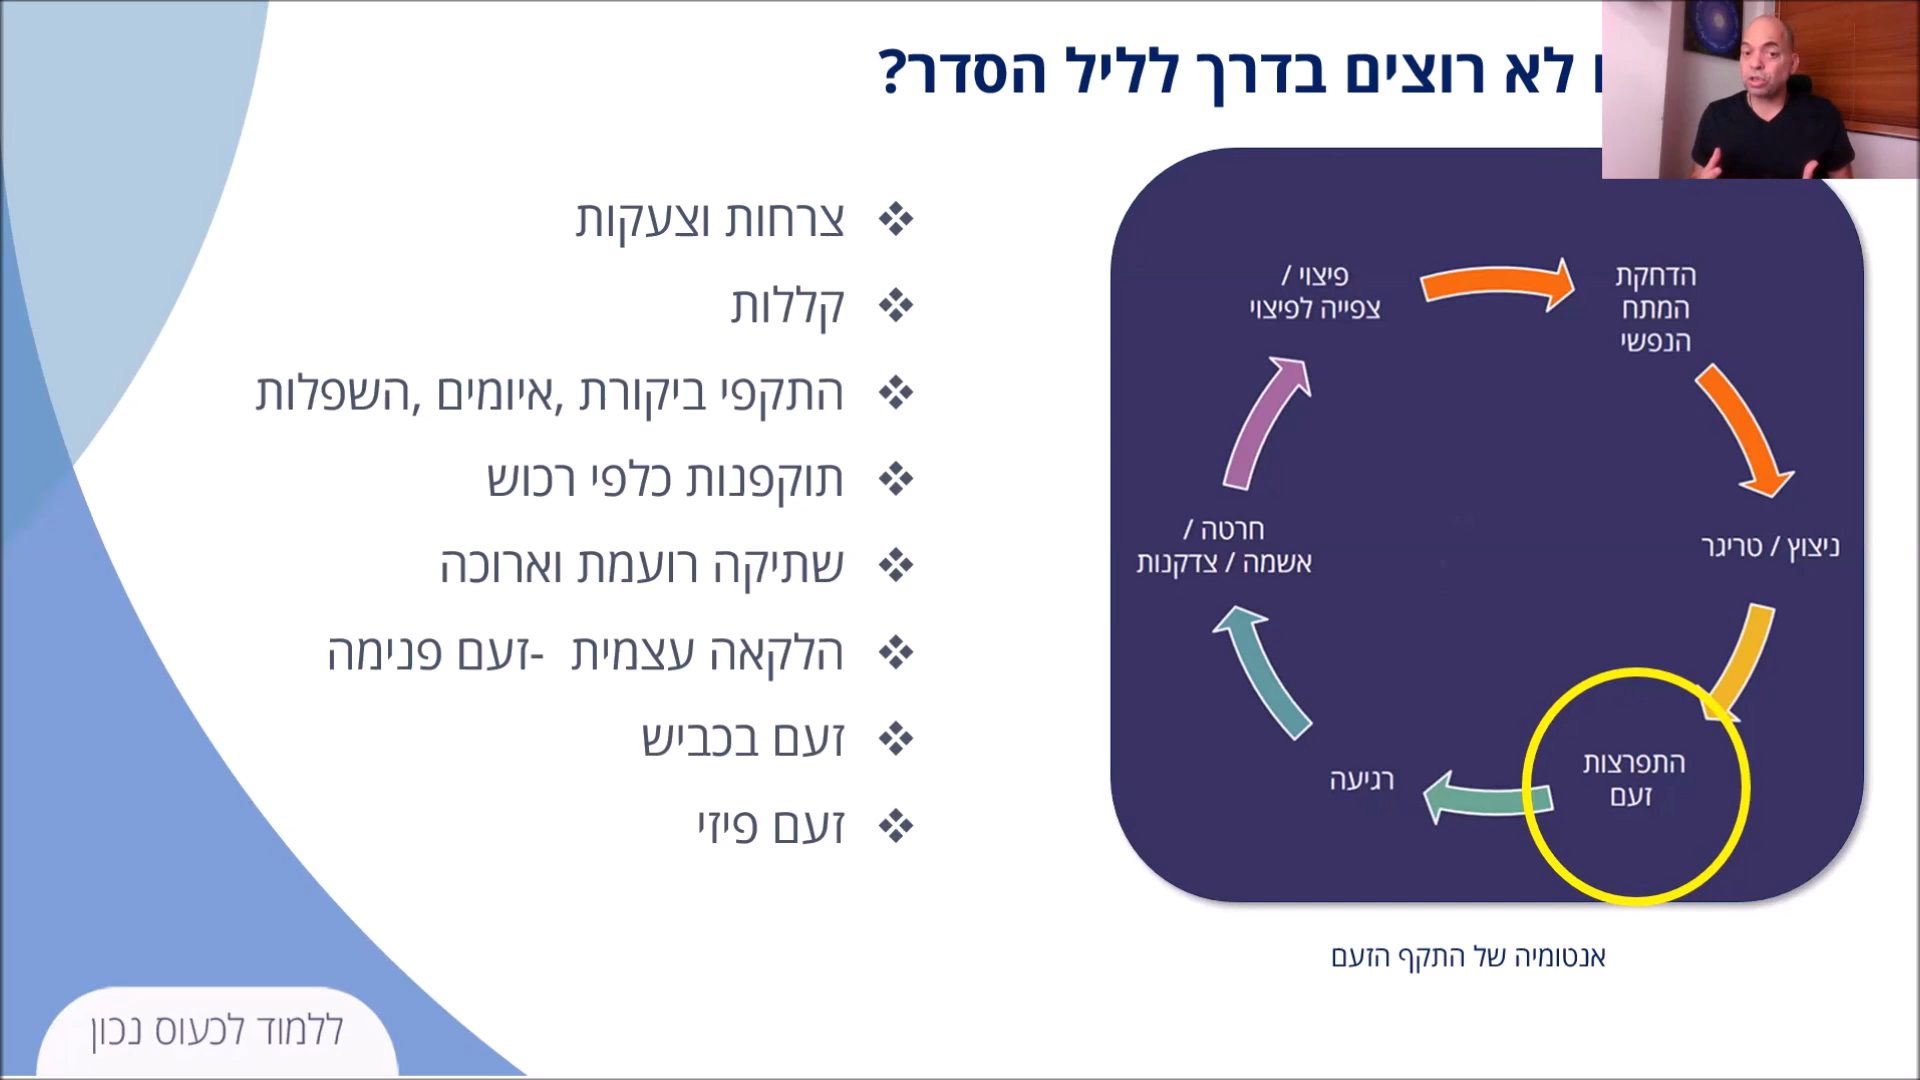 לא רוצים בדרך לליל הסדר?
❖ צרחות וצעקות
❖ קללות
❖ התקפי ביקורת ,איומים ,השפלות
❖ תוקפנות כלפי רכוש
❖ שתיקה רועמת וארוכה
❖ הלקאה עצמית -זעם פנימה
❖ זעם בכביש
❖ זעם פיזי
הדחקת
המתח
הנפשי
ניצוץ / טריגר
התפרצות
זעם
רגיעה
חרטה /
אשמה / צדקנות
פיצוי /
צפייה לפיצוי
אנטומיה של התקף הזעם
ללמוד לכעוס נכון